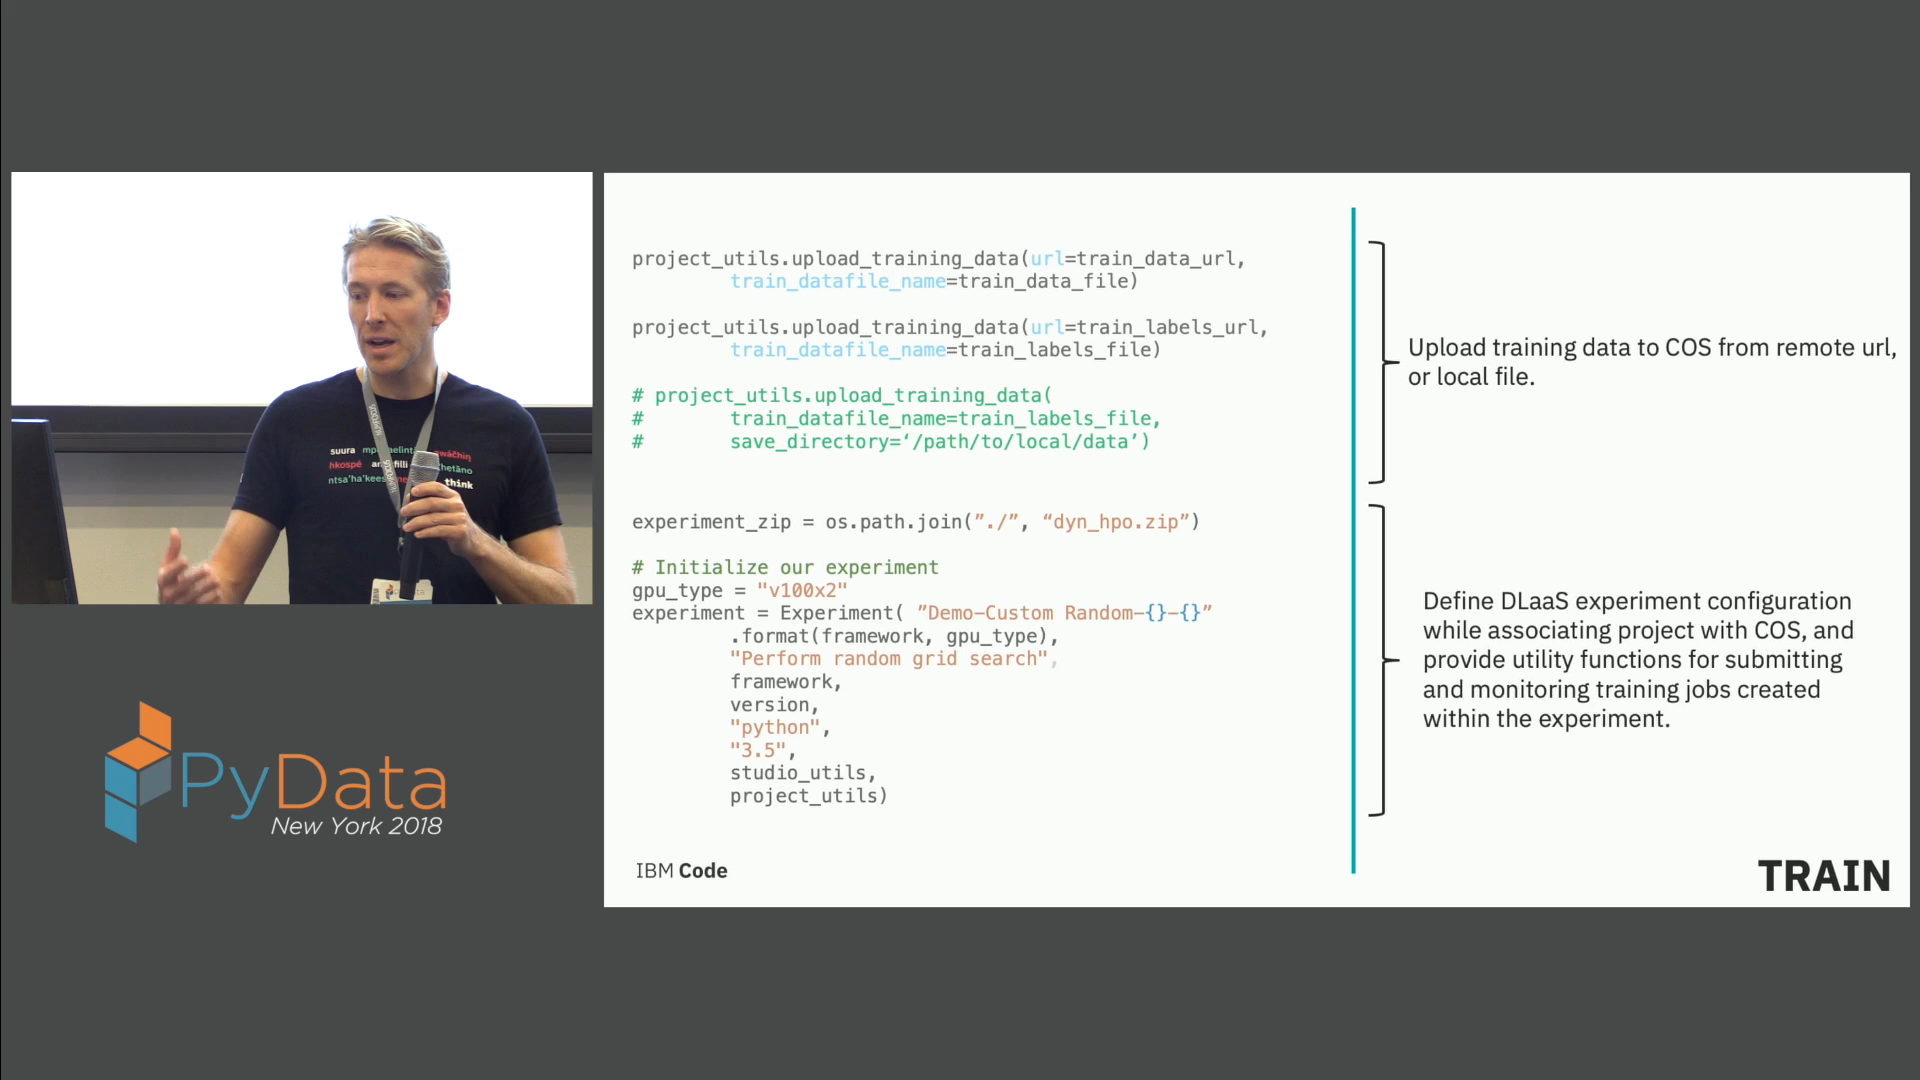 suura
hkospé
filli
think
PyData
New York 2018
project_utils.upload_training_data(url=train_data_url,
train_datafile_name=train_data_file)
project_utils.upload_training_data(url=train_labels_url,
train_datafile_name=train_labels_file)
# project_utils.upload_training_data(
# train_datafile_name=train_labels_file,
# save_directory=‘/path/to/local/data’)
experiment_zip = os.path.join(”./”, “dyn_hpo.zip”)
# Initialize our experiment
gpu_type = "v100x2"
experiment = Experiment( ”Demo–Custom Random–{}–{}”
.format(framework, gpu_type),
"Perform random grid search",
framework,
version,
"python",
"3.5",
studio_utils,
project_utils)
Upload training data to COS from remote url,
or local file.
Define DLaaS experiment configuration
while associating project with COS, and
provide utility functions for submitting
and monitoring training jobs created
within the experiment.
IBM Code
TRAIN